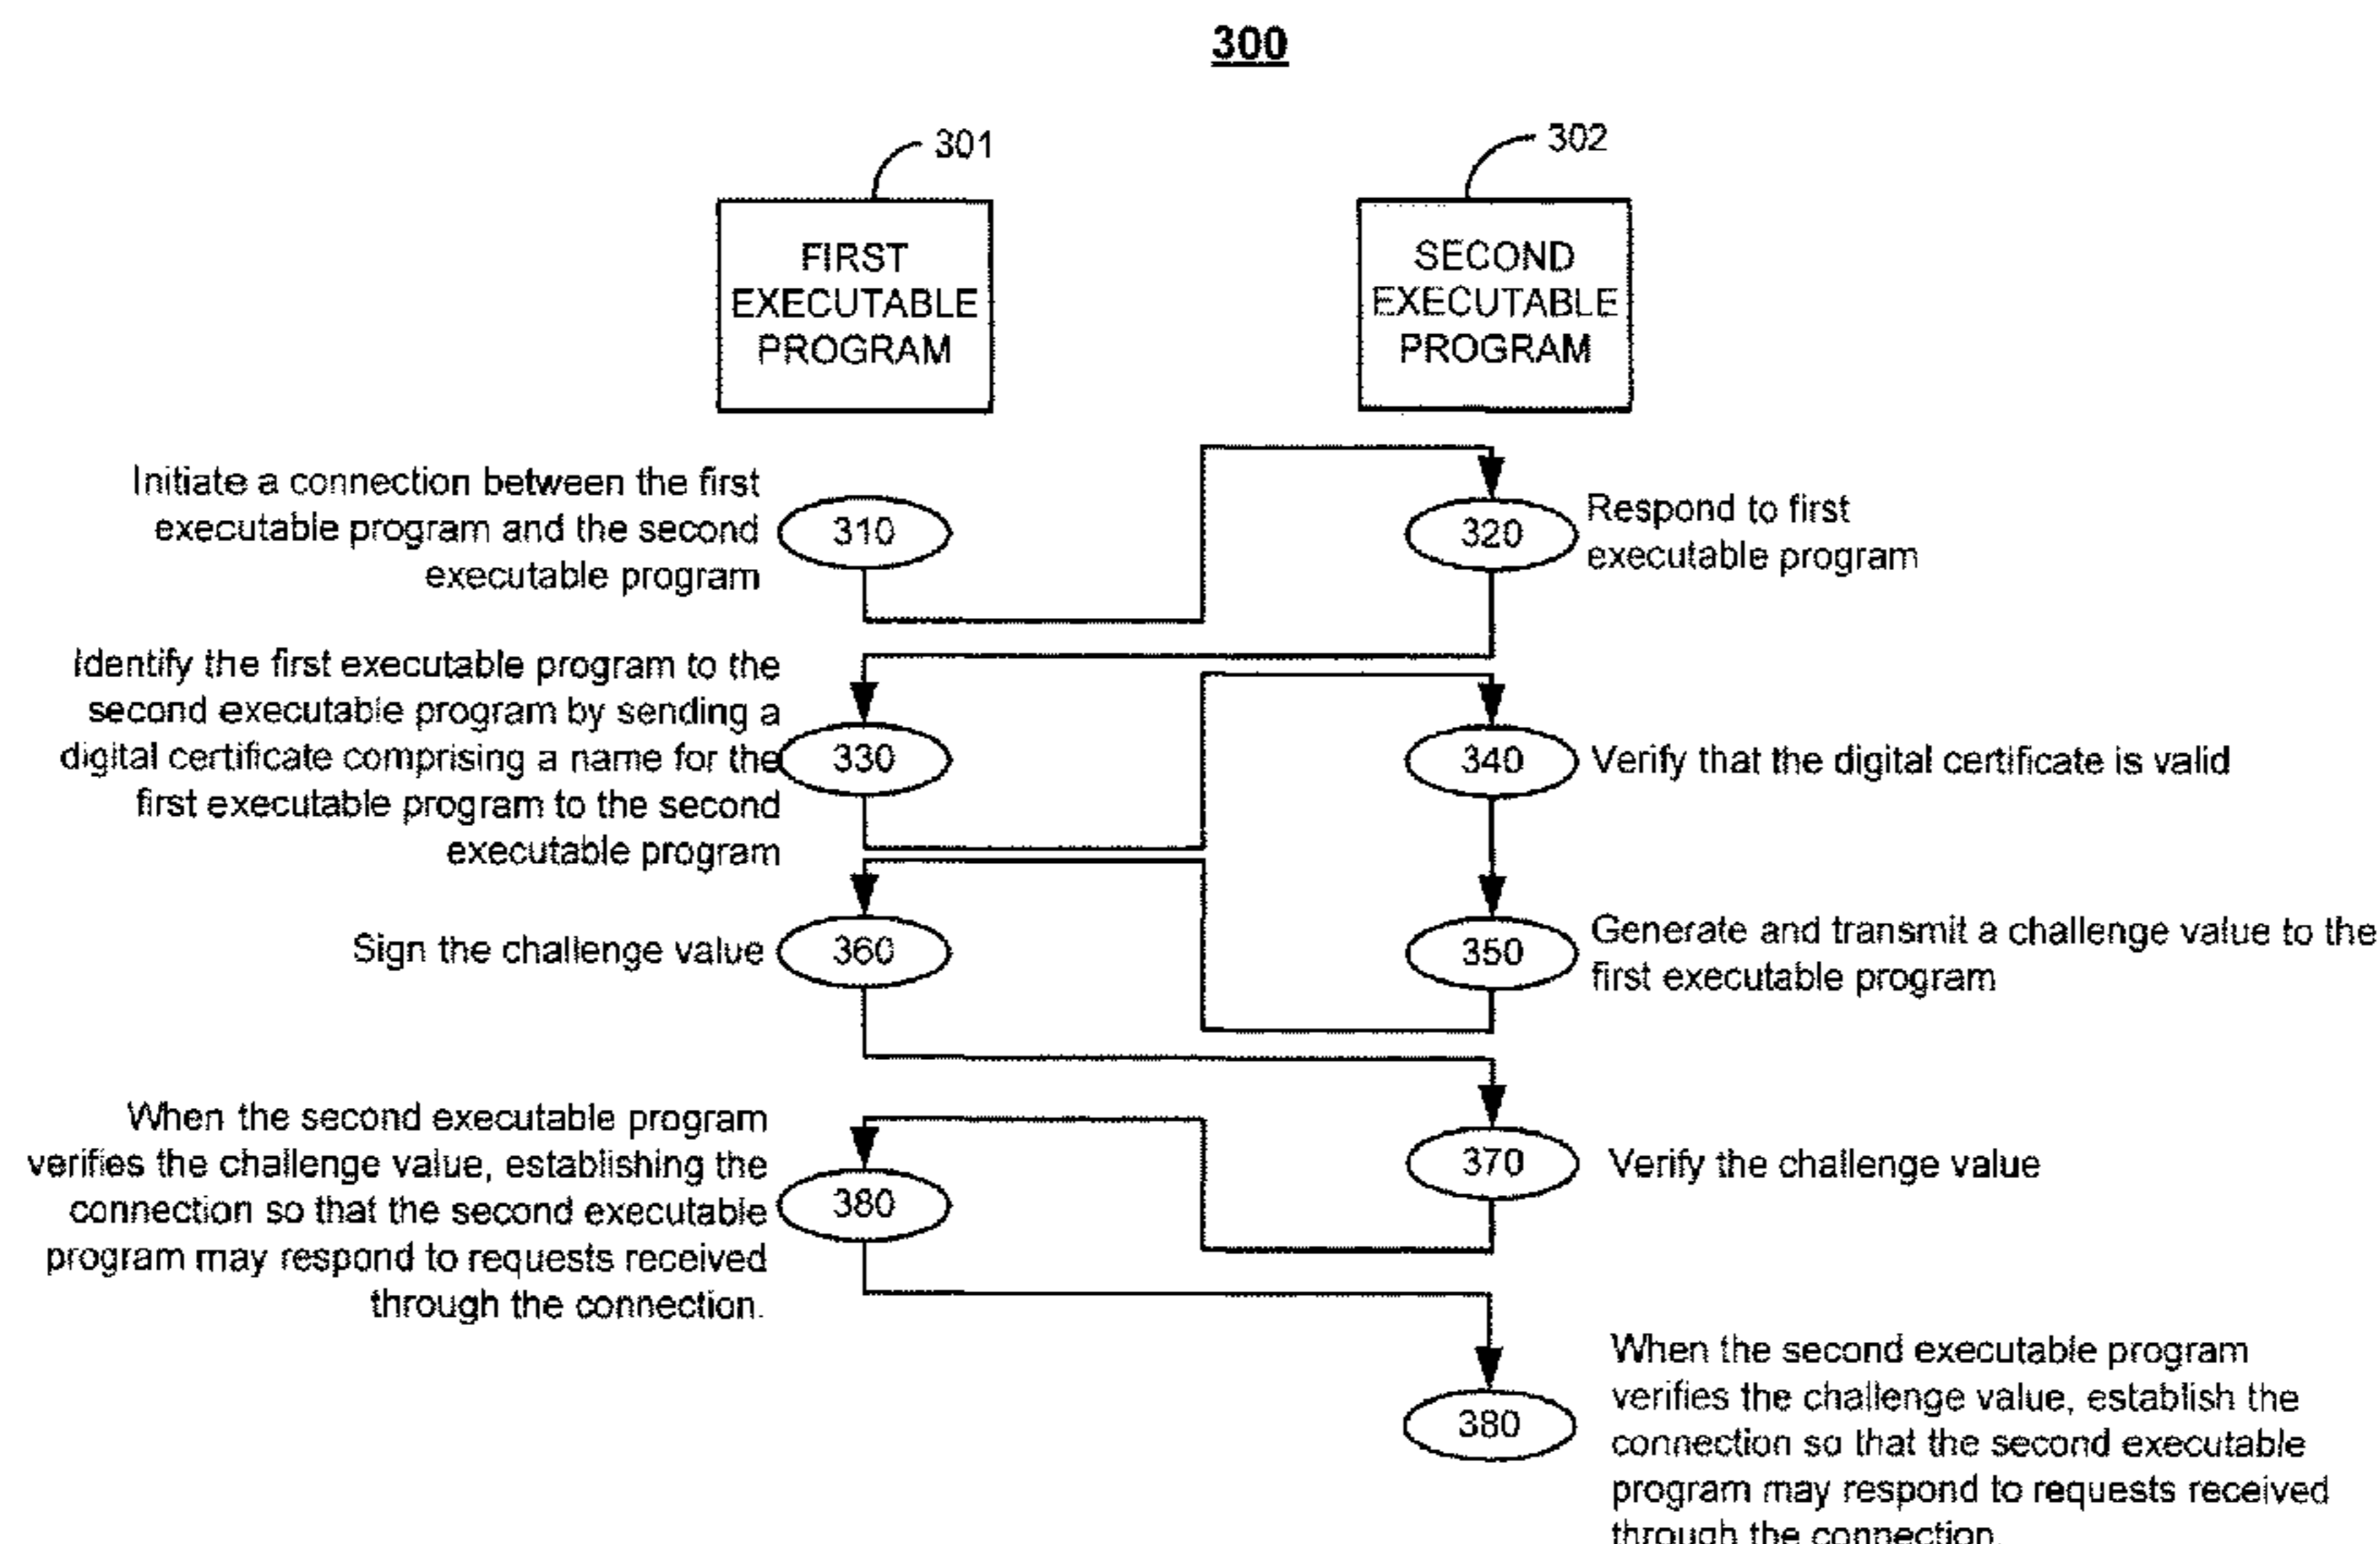 300
301
302
FIRST
EXECUTABLE
PROGRAM
SECOND
EXECUTABLE
PROGRAM
Initiate a connection between the first
executable program and the second
executable program
310
320
Respond to first
executable program
Identify the first executable program to the
second executable program by sending a
digital certificate comprising a name for the
first executable program to the second
executable program
330
340
Verify that the digital certificate is valid
Sign the challenge value
360
350
Generate and transmit a challenge value to the
first executable program
When the second executable program
verifies the challenge value, establishing the
connection so that the second executable
program may respond to requests received
through the connection.
380
370
Verify the challenge value
380
When the second executable program
verifies the challenge value, establish the
connection so that the second executable
program may respond to requests received
through the connection.